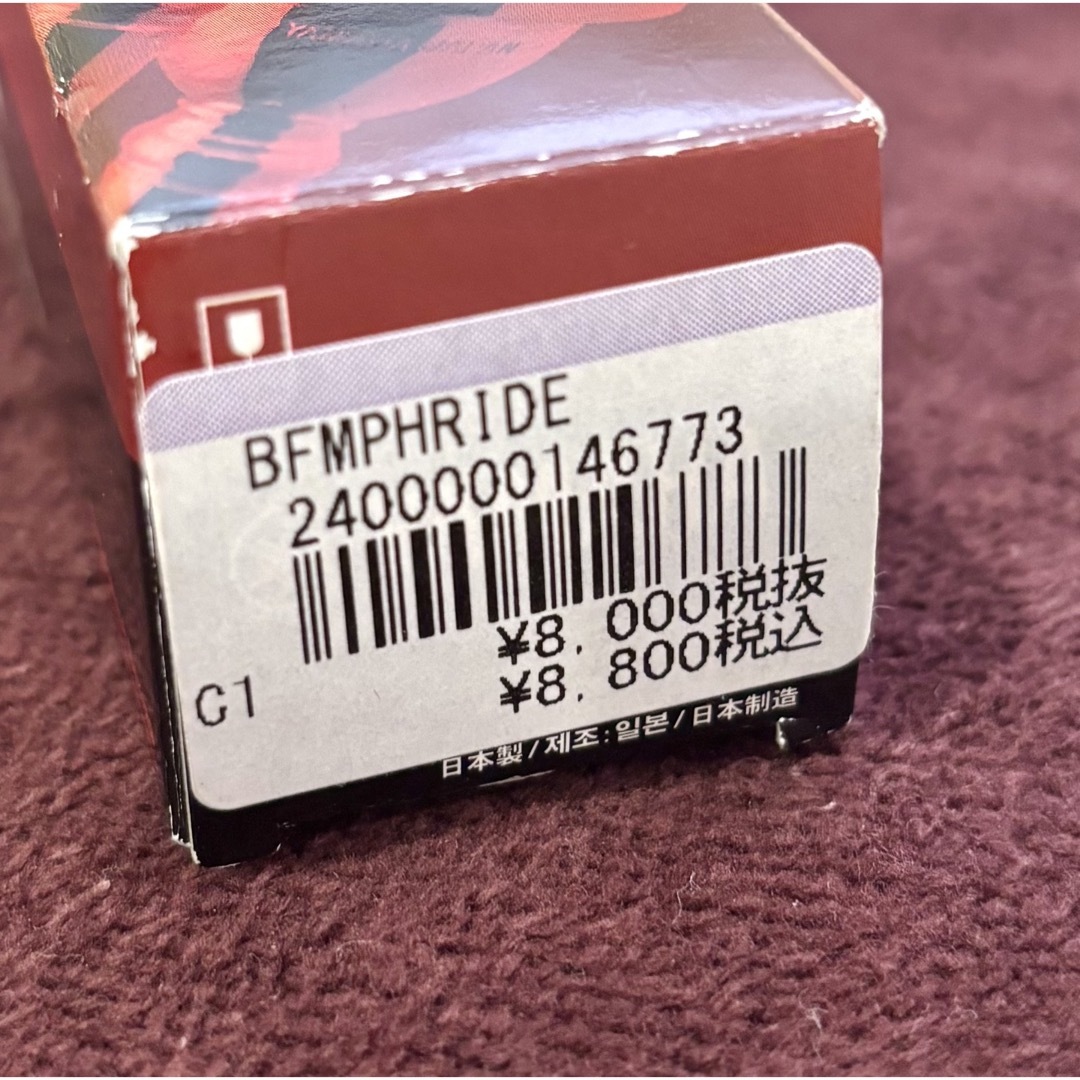 BFMPHRIDE
2400000146773
¥8,000税抜
¥8,800税込
C1
日本製/제조:일본/日本制造